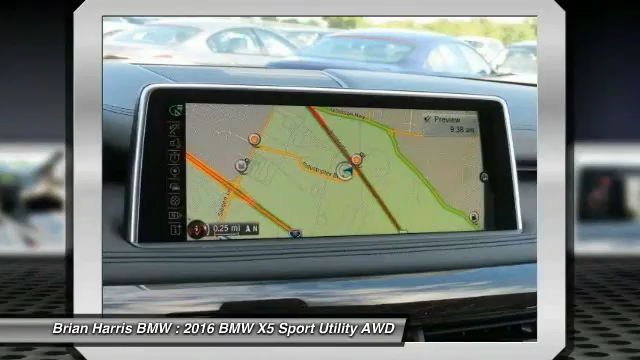 Preview
9:38 am
0.25 mi
N
Brian Harris BMW : 2016 BMW X5 Sport Utility AWD